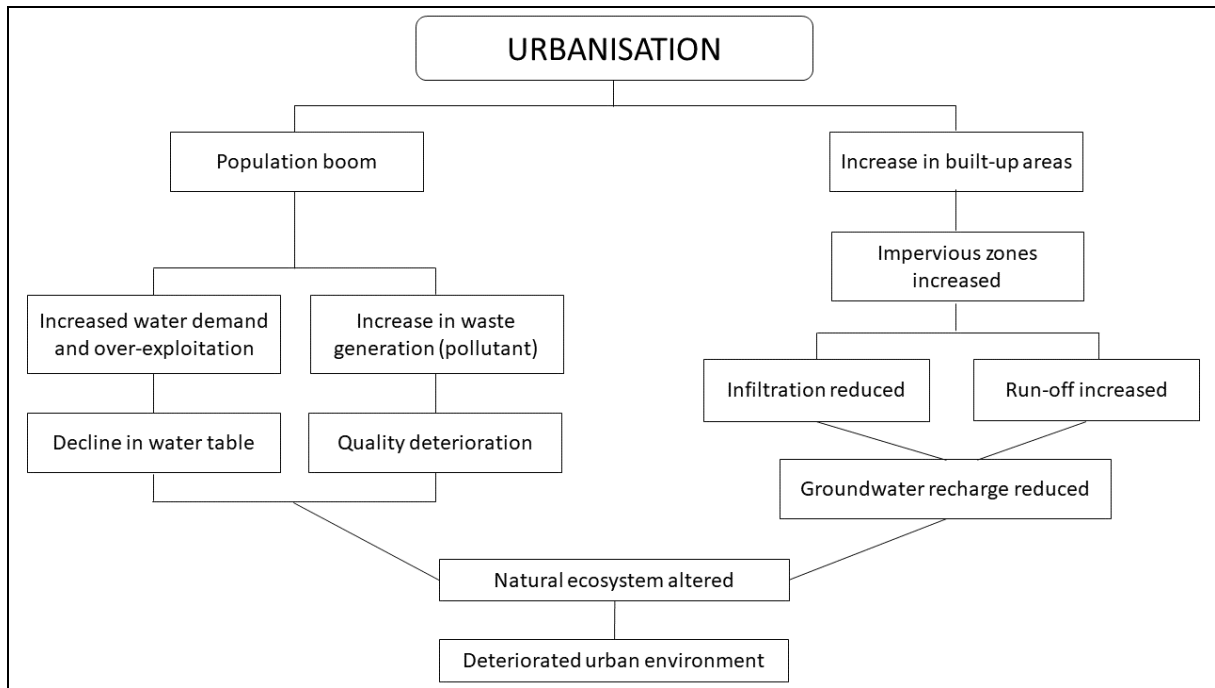 URBANISATION
Population boom
Increase in built-up areas
Impervious zones
increased
Increased water demand
and over-exploitation
Increase in waste
generation (pollutant)
Infiltration reduced
Run-off increased
Decline in water table
Quality deterioration
Groundwater recharge reduced
Natural ecosystem altered
Deteriorated urban environment